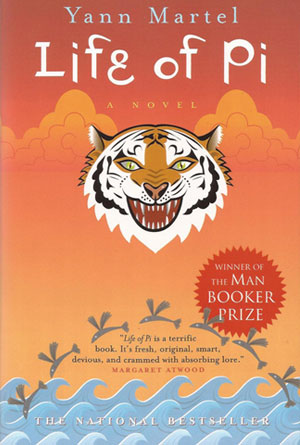 Yann Martel
Life of Pi
A NOVEL
WINNER OF
THE MAN
BOOKER
PRIZE
"Life of Pi is a terrific
book. It's fresh, original, smart,
devious, and crammed with absorbing lore."
MARGARET ATWOOD
THE NATIONAL BESTSELLER